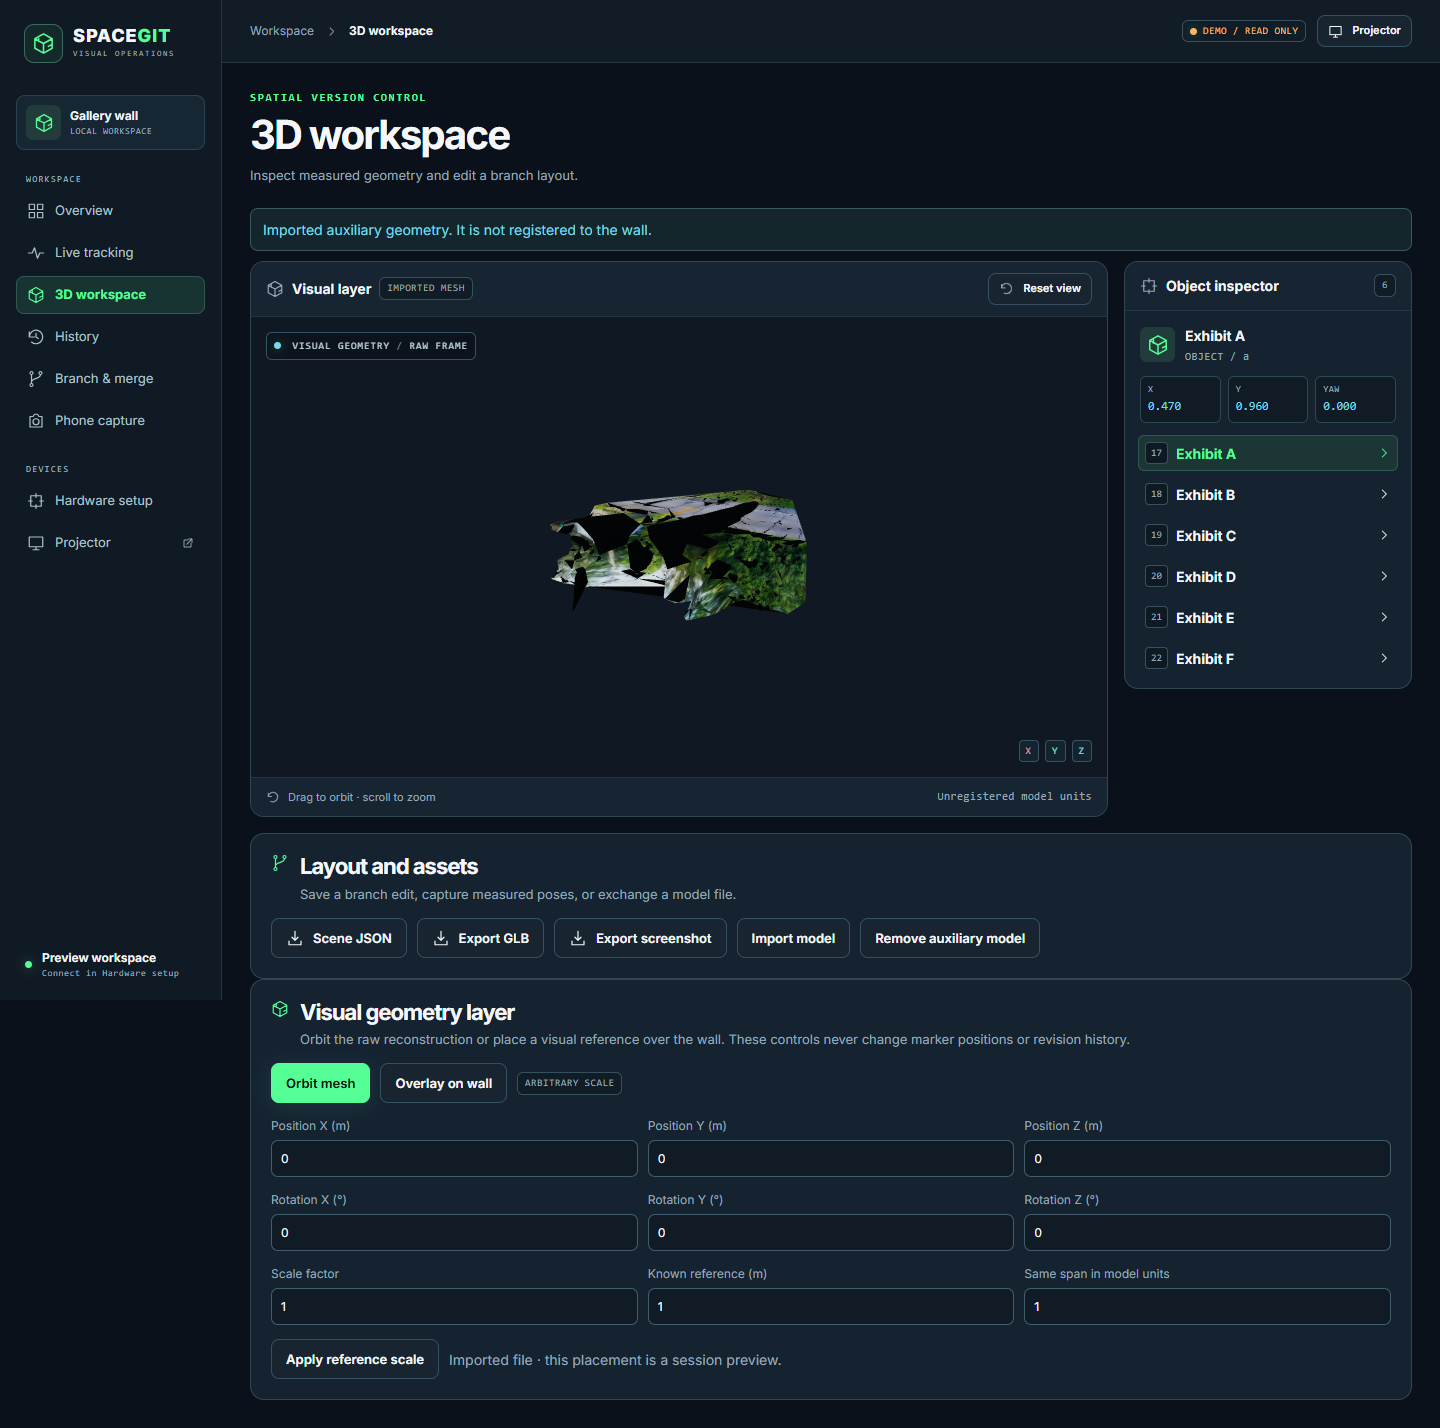 SPACEGIT
VISUAL OPERATIONS
Gallery wall
LOCAL WORKSPACE
WORKSPACE
Overview
Live tracking
3D workspace
History
Branch & merge
Phone capture
DEVICES
Hardware setup
Projector
Preview workspace
Connect in Hardware setup
Workspace > 3D workspace
DEMO / READ ONLY
Projector
SPATIAL VERSION CONTROL
3D workspace
Inspect measured geometry and edit a branch layout.
Imported auxiliary geometry. It is not registered to the wall.
Visual layer IMPORTED MESH
Reset view
VISUAL GEOMETRY / RAW FRAME
X Y Z
Drag to orbit · scroll to zoom
Unregistered model units
Object inspector 6
Exhibit A
OBJECT / a
X Y YAW
0.470 0.960 0.000
17 Exhibit A
18 Exhibit B
19 Exhibit C
20 Exhibit D
21 Exhibit E
22 Exhibit F
Layout and assets
Save a branch edit, capture measured poses, or exchange a model file.
Scene JSON Export GLB Export screenshot Import model Remove auxiliary model
Visual geometry layer
Orbit the raw reconstruction or place a visual reference over the wall. These controls never change marker positions or revision history.
Orbit mesh Overlay on wall ARBITRARY SCALE
Position X (m) Position Y (m) Position Z (m)
0 0 0
Rotation X (°) Rotation Y (°) Rotation Z (°)
0 0 0
Scale factor Known reference (m) Same span in model units
1 1 1
Apply reference scale Imported file · this placement is a session preview.